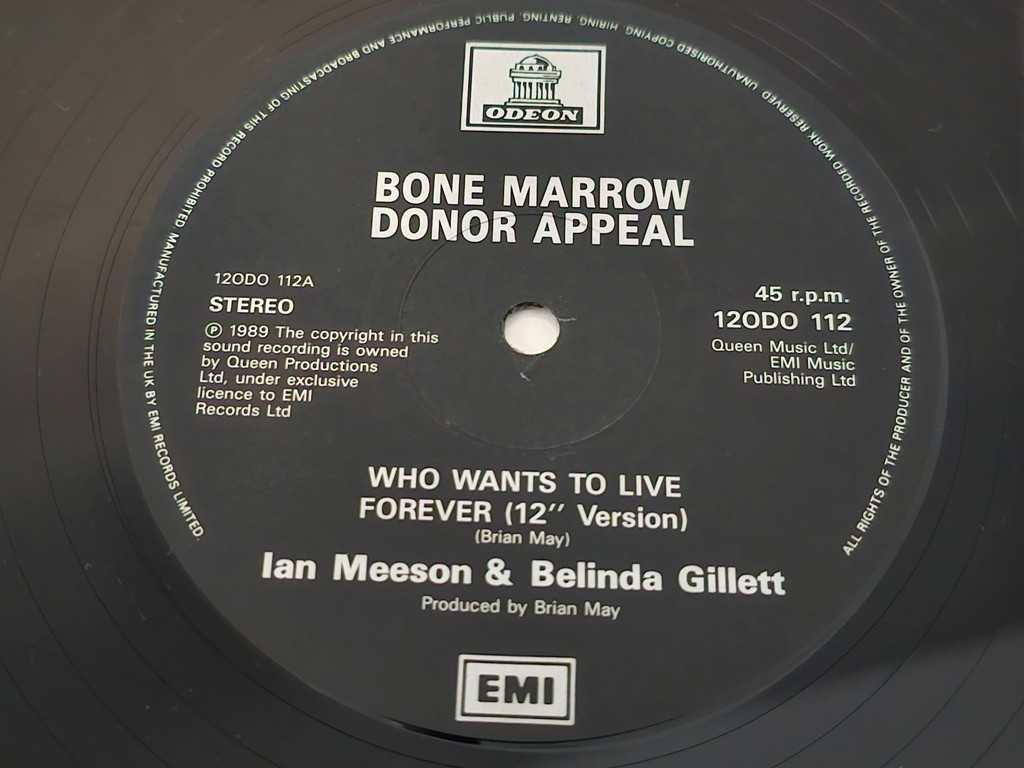 ODEON
BONE MARROW
DONOR APPEAL
12ODO 112A
STEREO
℗ 1989 The copyright in this
sound recording is owned
by Queen Productions
Ltd, under exclusive
licence to EMI
Records Ltd
45 r.p.m.
12ODO 112
Queen Music Ltd/
EMI Music
Publishing Ltd
WHO WANTS TO LIVE
FOREVER (12″ Version)
(Brian May)
Ian Meeson & Belinda Gillett
Produced by Brian May
EMI
ALL RIGHTS OF THE PRODUCER AND OF THE OWNER OF THE RECORDED WORK RESERVED UNAUTHORISED COPYING, HIRING, RENTING, PUBLIC PERFORMANCE AND BROADCASTING OF THIS RECORD PROHIBITED. MANUFACTURED IN THE UK BY EMI RECORDS LIMITED.